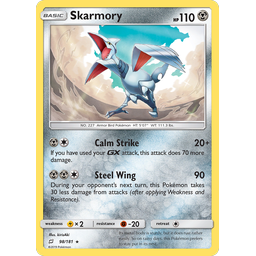 BASIC Skarmory HP110
NO. 227 Armor Bird Pokémon HT: 5'07" WT: 111.3 lbs.
Calm Strike 20+
If you have used your GX attack, this attack does 70 more
damage.
Steel Wing 90
During your opponent's next turn, this Pokémon takes
30 less damage from attacks (after applying Weakness and
Resistance).
weakness ×2 resistance -20 retreat
98/181 ★